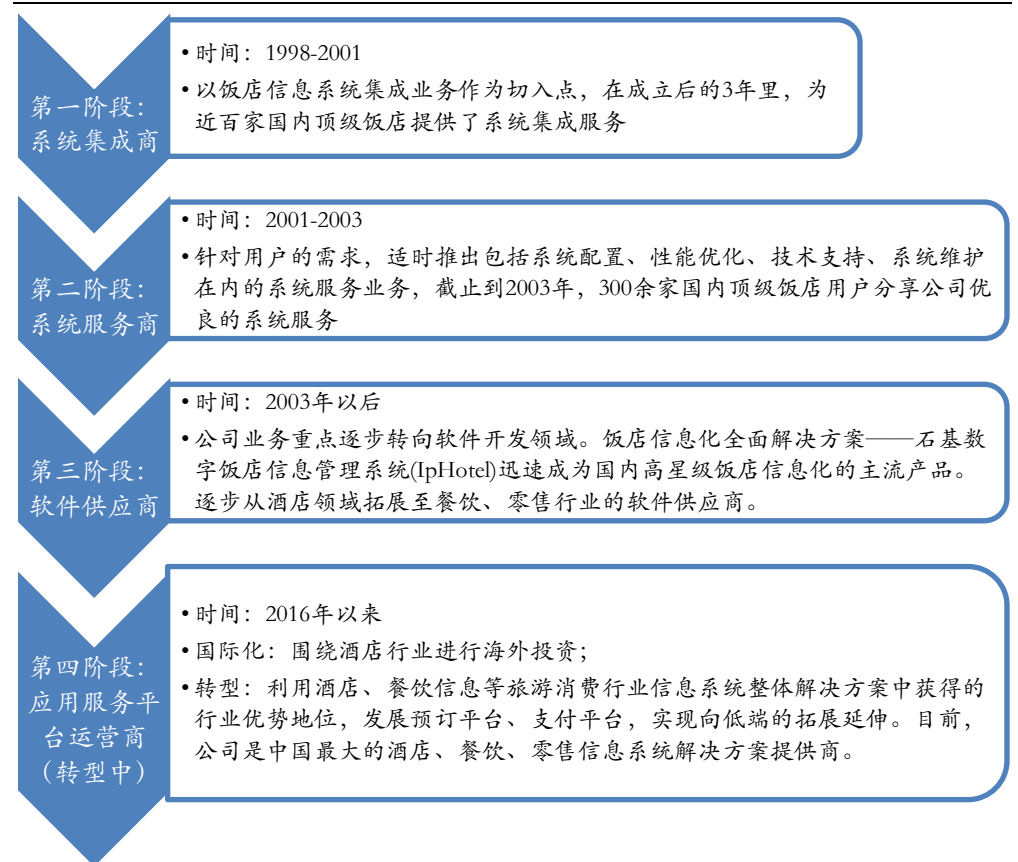 第一阶段：
系统集成商
•时间：1998-2001
•以饭店信息系统集成业务作为切入点，在成立后的3年里，为
近百家国内顶级饭店提供了系统集成服务
第二阶段：
系统服务商
•时间：2001-2003
•针对用户的需求，适时推出包括系统配置、性能优化、技术支持、系统维护
在内的系统服务业务，截止到2003年，300余家国内顶级饭店用户分享公司优
良的系统服务
第三阶段：
软件供应商
•时间：2003年以后
•公司业务重点逐步转向软件开发领域。饭店信息化全面解决方案——石基数
字饭店信息管理系统(IpHotel)迅速成为国内高星级饭店信息化的主流产品。
逐步从酒店领域拓展至餐饮、零售行业的软件供应商。
第四阶段：
应用服务平
台运营商
（转型中）
•时间：2016年以来
•国际化：围绕酒店行业进行海外投资；
•转型：利用酒店、餐饮信息等旅游消费行业信息系统整体解决方案中获得的
行业优势地位，发展预订平台、支付平台，实现向低端的拓展延伸。目前，
公司是中国最大的酒店、餐饮、零售信息系统解决方案提供商。